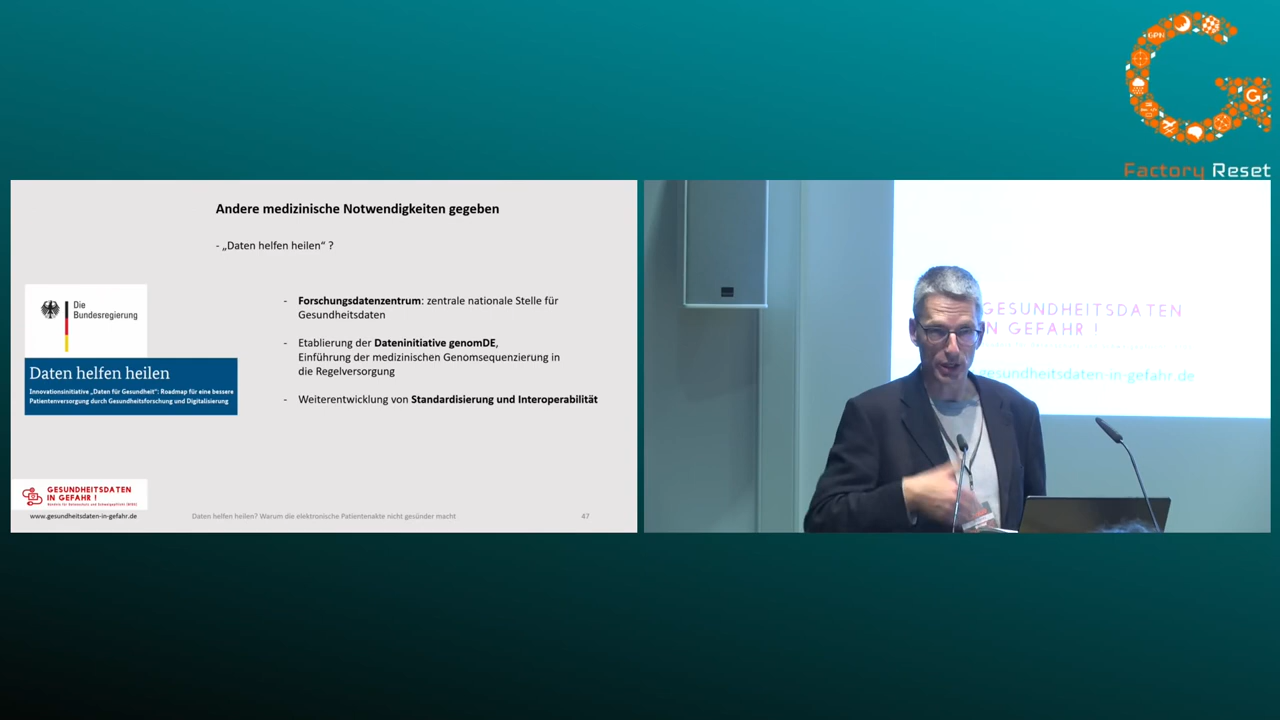 GPN
Factory Reset
Andere medizinische Notwendigkeiten gegeben
- „Daten helfen heilen“ ?
Die
Bundesregierung
Daten helfen heilen
Innovationsinitiative „Daten für Gesundheit“: Roadmap für eine bessere
Patientenversorgung durch Gesundheitsforschung und Digitalisierung
- Forschungsdatenzentrum: zentrale nationale Stelle für
Gesundheitsdaten
- Etablierung der Dateninitiative genomDE,
Einführung der medizinischen Genomsequenzierung in
die Regelversorgung
- Weiterentwicklung von Standardisierung und Interoperabilität
GESUNDHEITSDATEN
IN GEFAHR !
www.gesundheitsdaten-in-gefahr.de
Daten helfen heilen? Warum die elektronische Patientenakte nicht gesünder macht
47
GESUNDHEITSDATEN
IN GEFAHR !
gesundheitsdaten-in-gefahr.de